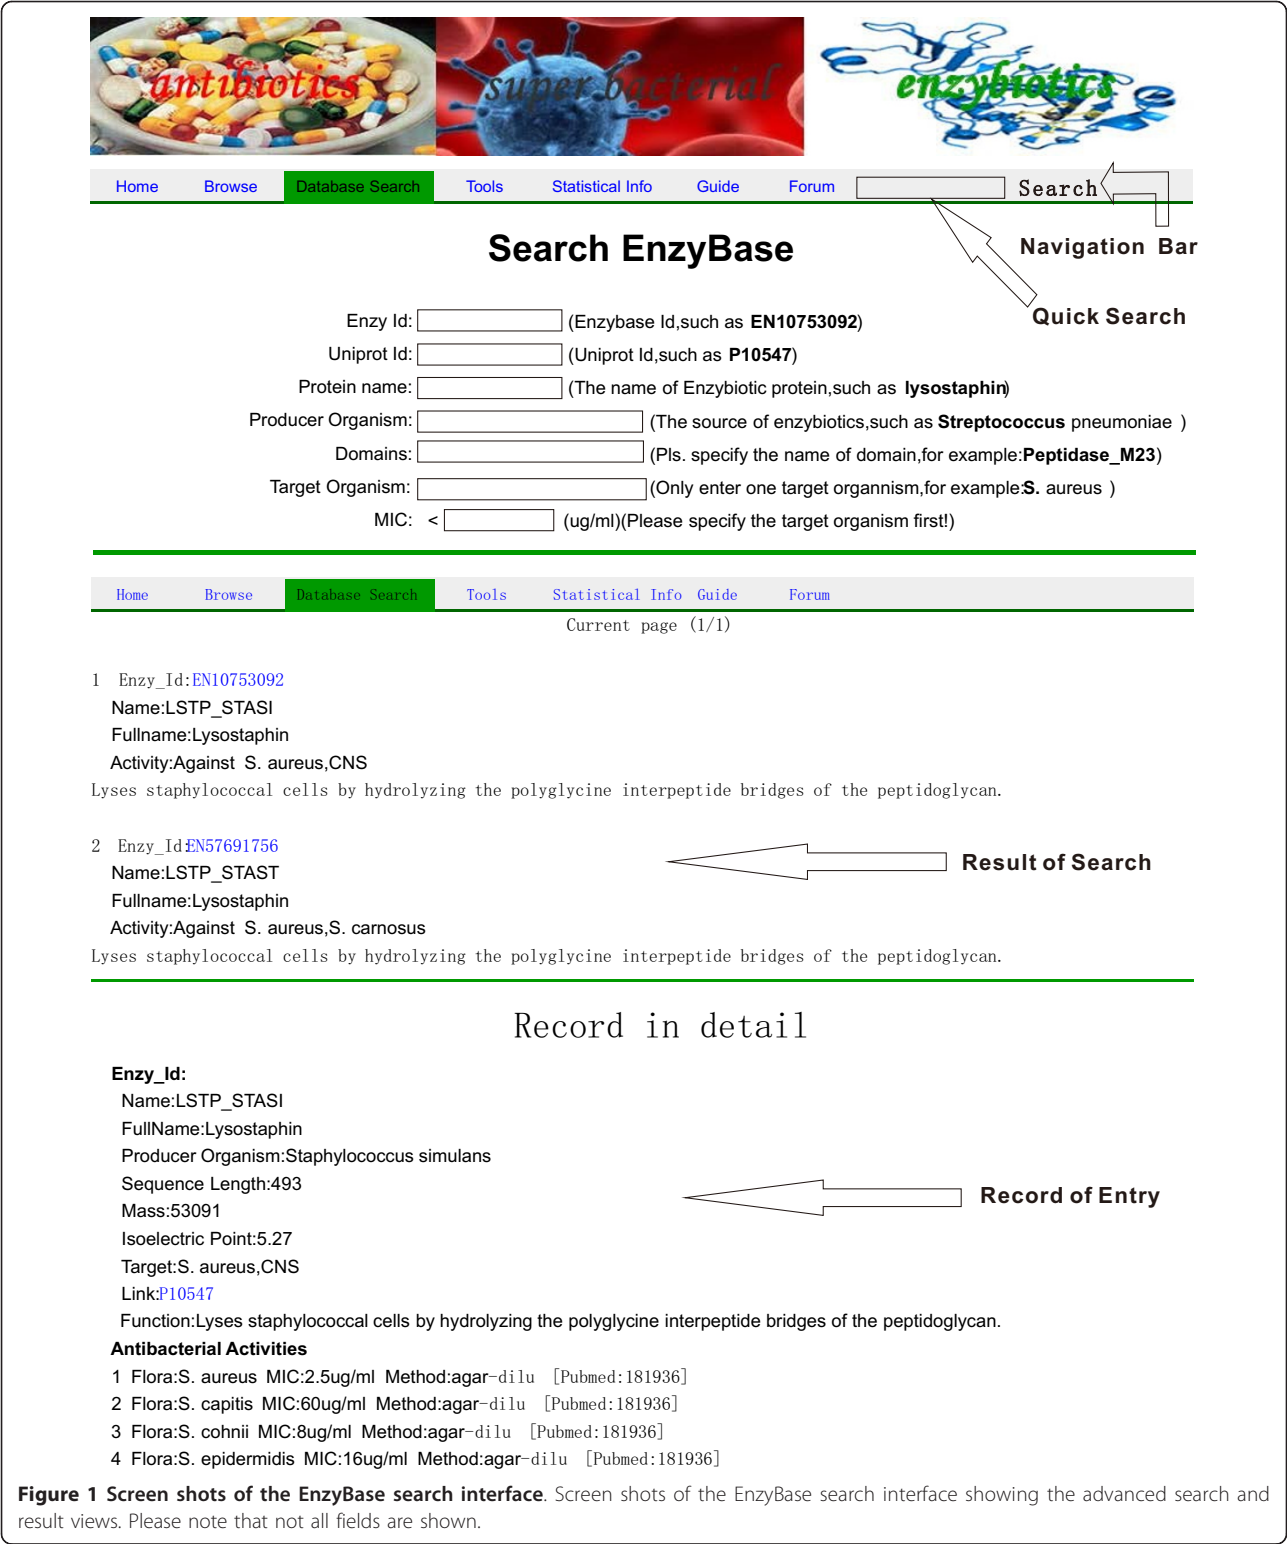 antibiotics super bacterial enzybiotics
Home Browse Database Search Tools Statistical Info Guide Forum Search
Navigation Bar
Search EnzyBase
Quick Search
Enzy Id: (Enzybase Id,such as EN10753092)
Uniprot Id: (Uniprot Id,such as P10547)
Protein name: (The name of Enzybiotic protein,such as lysostaphin)
Producer Organism: (The source of enzybiotics,such as Streptococcus pneumoniae )
Domains: (Pls. specify the name of domain,for example:Peptidase_M23)
Target Organism: (Only enter one target organnism,for example:S. aureus )
MIC: < (ug/ml)(Please specify the target organism first!)
Home Browse Database Search Tools Statistical Info Guide Forum
Current page (1/1)
1 Enzy_Id:EN10753092
Name:LSTP_STASI
Fullname:Lysostaphin
Activity:Against S. aureus,CNS
Lyses staphylococcal cells by hydrolyzing the polyglycine interpeptide bridges of the peptidoglycan.
2 Enzy_Id:EN57691756
Name:LSTP_STAST
Result of Search
Fullname:Lysostaphin
Activity:Against S. aureus,S. carnosus
Lyses staphylococcal cells by hydrolyzing the polyglycine interpeptide bridges of the peptidoglycan.
Record in detail
Enzy_Id:
Name:LSTP_STASI
FullName:Lysostaphin
Producer Organism:Staphylococcus simulans
Sequence Length:493
Record of Entry
Mass:53091
Isoelectric Point:5.27
Target:S. aureus,CNS
Link:P10547
Function:Lyses staphylococcal cells by hydrolyzing the polyglycine interpeptide bridges of the peptidoglycan.
Antibacterial Activities
1 Flora:S. aureus MIC:2.5ug/ml Method:agar-dilu [Pubmed:181936]
2 Flora:S. capitis MIC:60ug/ml Method:agar-dilu [Pubmed:181936]
3 Flora:S. cohnii MIC:8ug/ml Method:agar-dilu [Pubmed:181936]
4 Flora:S. epidermidis MIC:16ug/ml Method:agar-dilu [Pubmed:181936]
Figure 1 Screen shots of the EnzyBase search interface. Screen shots of the EnzyBase search interface showing the advanced search and
result views. Please note that not all fields are shown.